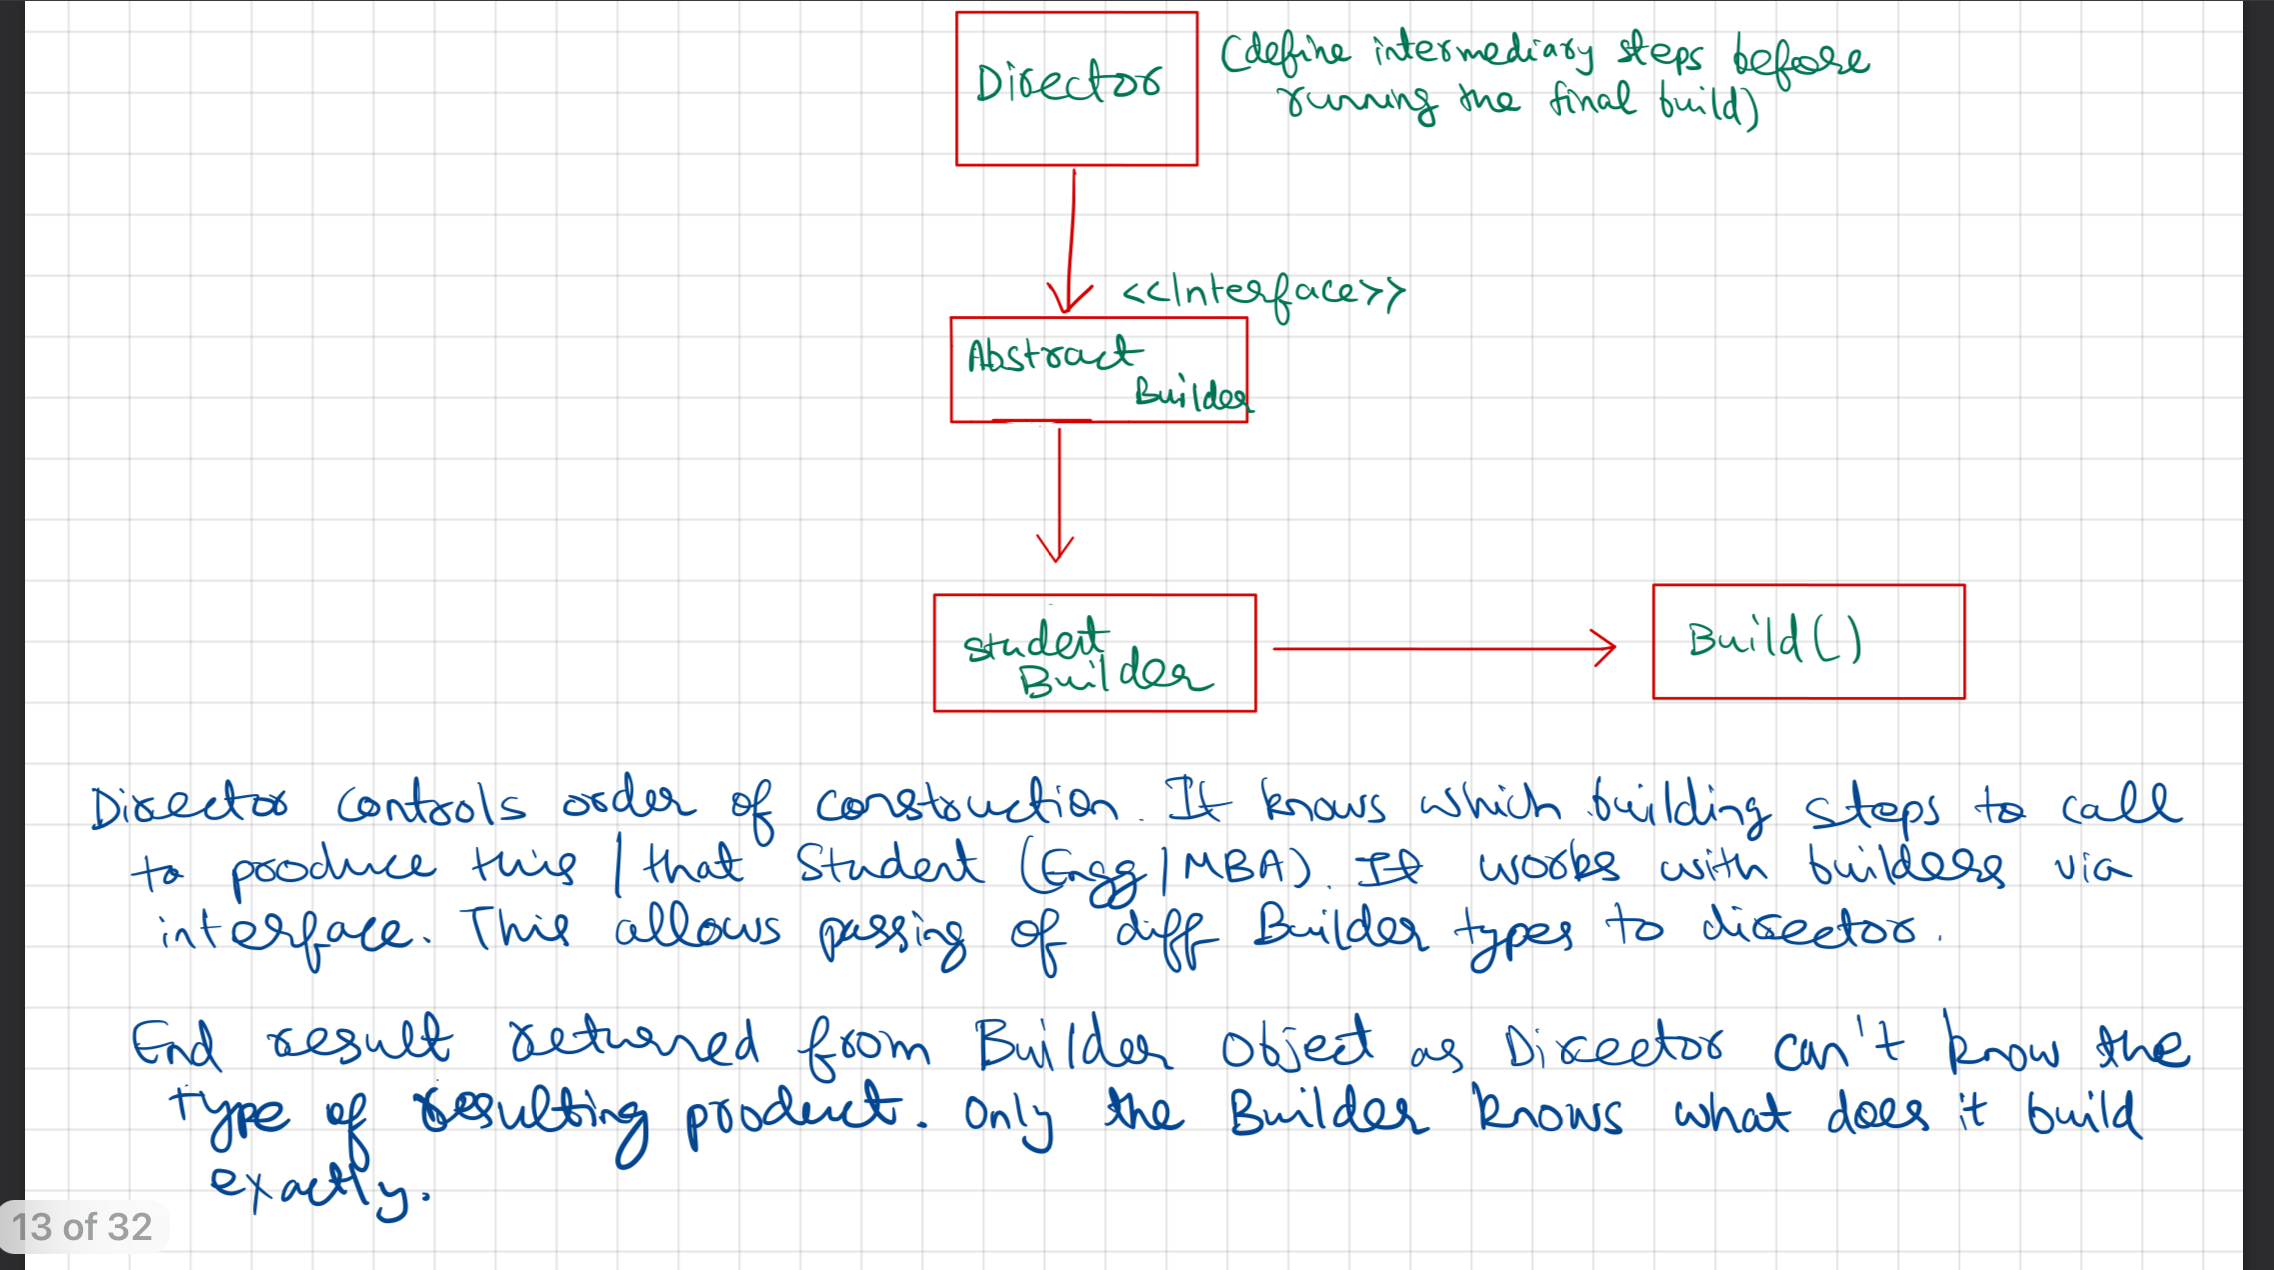 Director
(define intermediary steps before
running the final build)
<<Interface>>
Abstract
Builder
Student
Builder
Build()
Director controls order of construction. It knows which building steps to call
to produce this / that Student (Engg/MBA). It works with builders via
interface. This allows passing of diff Builder types to director.
End result returned from Builder object as Director can't know the
type of resulting product. Only the Builder knows what does it build
exactly.
13 of 32